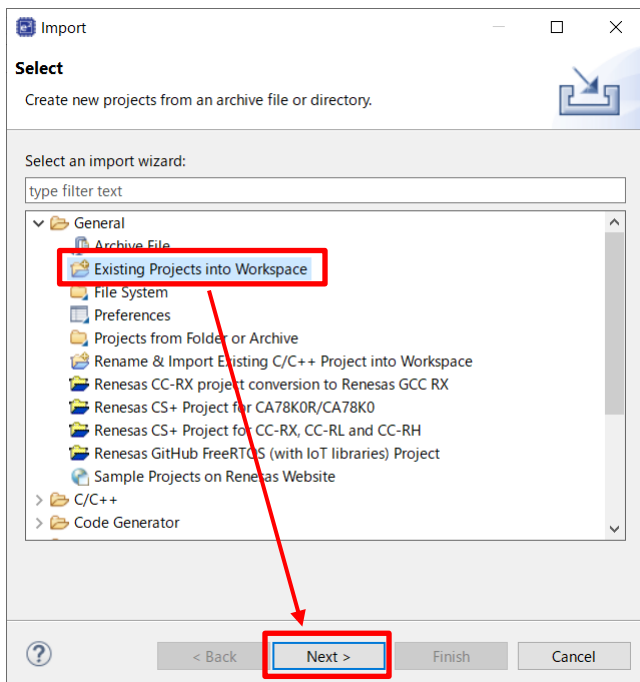 Import
Select
Create new projects from an archive file or directory.
Select an import wizard:
type filter text
General
Archive File
Existing Projects into Workspace
File System
Preferences
Projects from Folder or Archive
Rename & Import Existing C/C++ Project into Workspace
Renesas CC-RX project conversion to Renesas GCC RX
Renesas CS+ Project for CA78K0R/CA78K0
Renesas CS+ Project for CC-RX, CC-RL and CC-RH
Renesas GitHub FreeRTOS (with IoT libraries) Project
Sample Projects on Renesas Website
C/C++
Code Generator
< Back Next > Finish Cancel